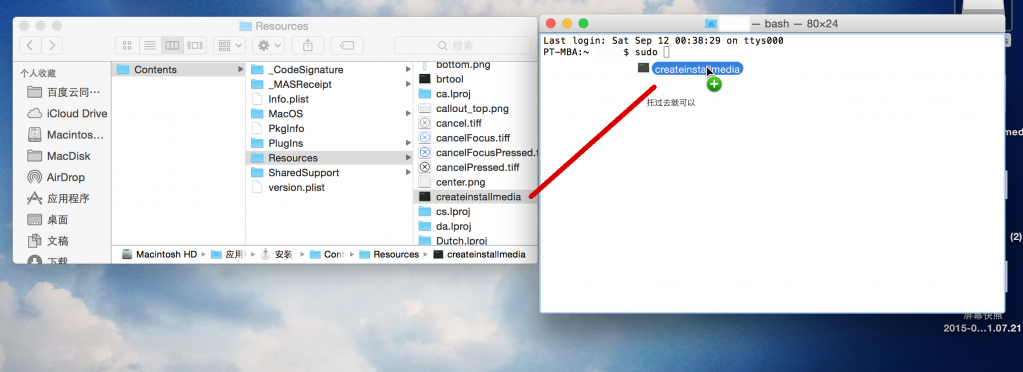 Resources
搜索
个人收藏
百度云同…
iCloud Drive
Macintos…
MacDisk
AirDrop
应用程序
桌面
文稿
下载
Contents
_CodeSignature
_MASReceipt
Info.plist
MacOS
PkgInfo
PlugIns
Resources
SharedSupport
version.plist
bottom.png
brtool
ca.lproj
callout_top.png
cancel.tiff
cancelFocus.tiff
cancelFocusPressed.t
cancelPressed.tiff
center.png
createinstallmedia
cs.lproj
da.lproj
Dutch.lproj
Macintosh HD ▸ 应用 ▸ 安装 ▸ Cont ▸ Resources ▸ createinstallmedia
— bash — 80×24
Last login: Sat Sep 12 00:38:29 on ttys000
PT-MBA:~ $ sudo
createinstallmedia
托过去就可以
med
(2)
屏幕快照
2015-0…1.07.21